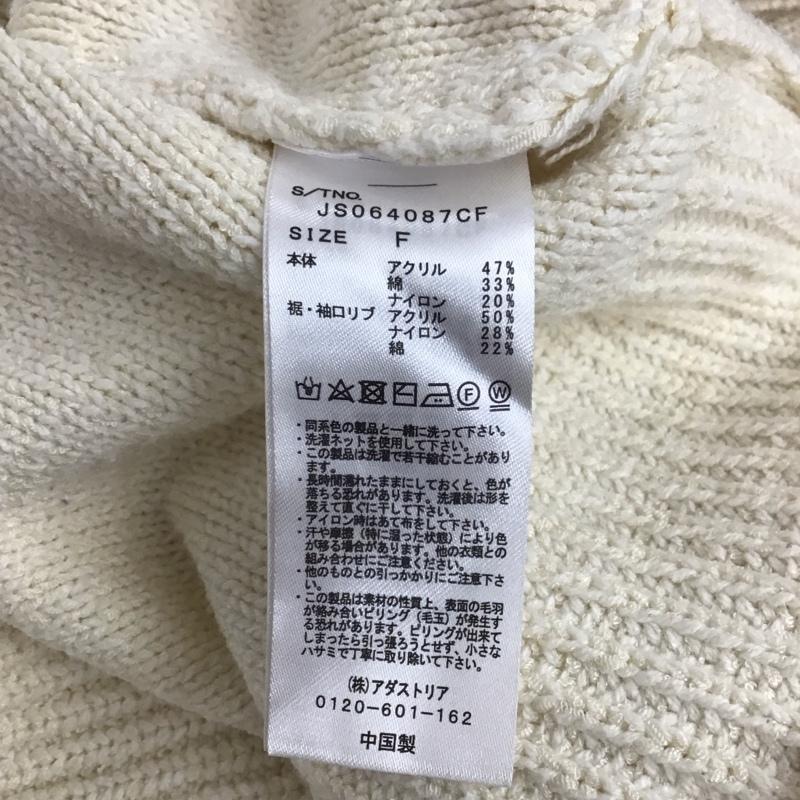 S/TNO.
JS064087CF
SIZE F
本体 アクリル 47%
綿 33%
ナイロン 20%
裾・袖口リブ アクリル 50%
ナイロン 28%
綿 22%
F W
・同系色の製品と一緒に洗って下さい。
・洗濯ネットを使用して下さい。
・この製品は洗濯で若干縮むことがあり
ます。
・長時間濡れたままにしておくと、色が
落ちる恐れがあります。洗濯後は形を
整えて直ぐに干して下さい。
・アイロン時はあて布をして下さい。
・汗や摩擦（特に湿った状態）により色
が移る場合があります。他の衣類との
組み合わせにご注意ください。
・他のものとの引っかかりにご注意下さ
い。
・この製品は素材の性質上、表面の毛羽
が絡み合いピリング（毛玉）が発生す
る恐れがあります。ピリングが出来て
しまったら引っ張ろうとせず、小さな
ハサミで丁寧に取り除いて下さい。
(株)アダストリア
0120-601-162
中国製